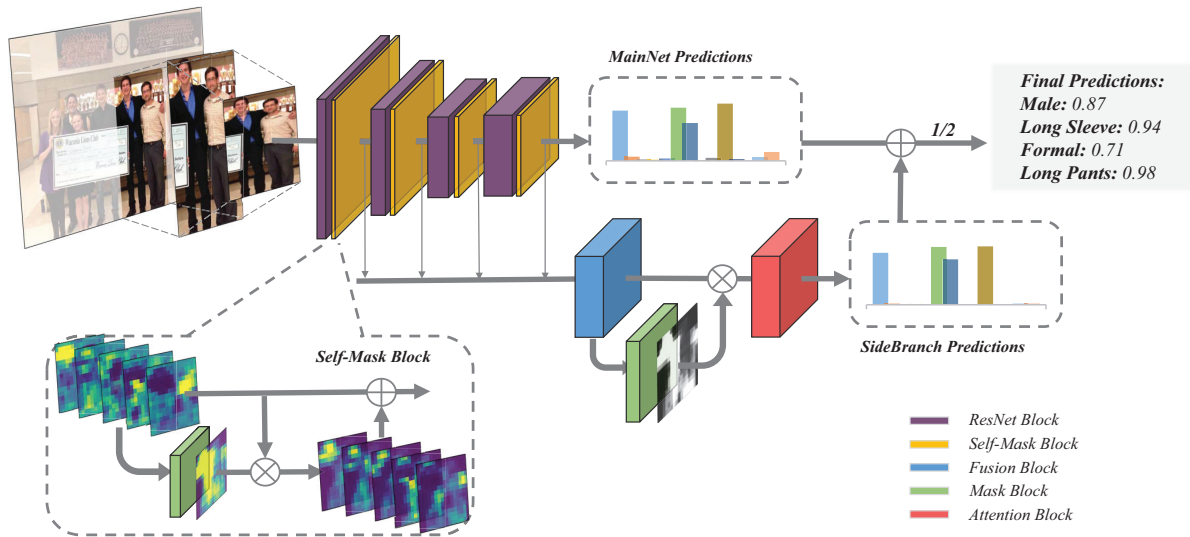 MainNet Predictions
Final Predictions:
Male: 0.87
Long Sleeve: 0.94
Formal: 0.71
Long Pants: 0.98
1/2
SideBranch Predictions
Self-Mask Block
ResNet Block
Self-Mask Block
Fusion Block
Mask Block
Attention Block